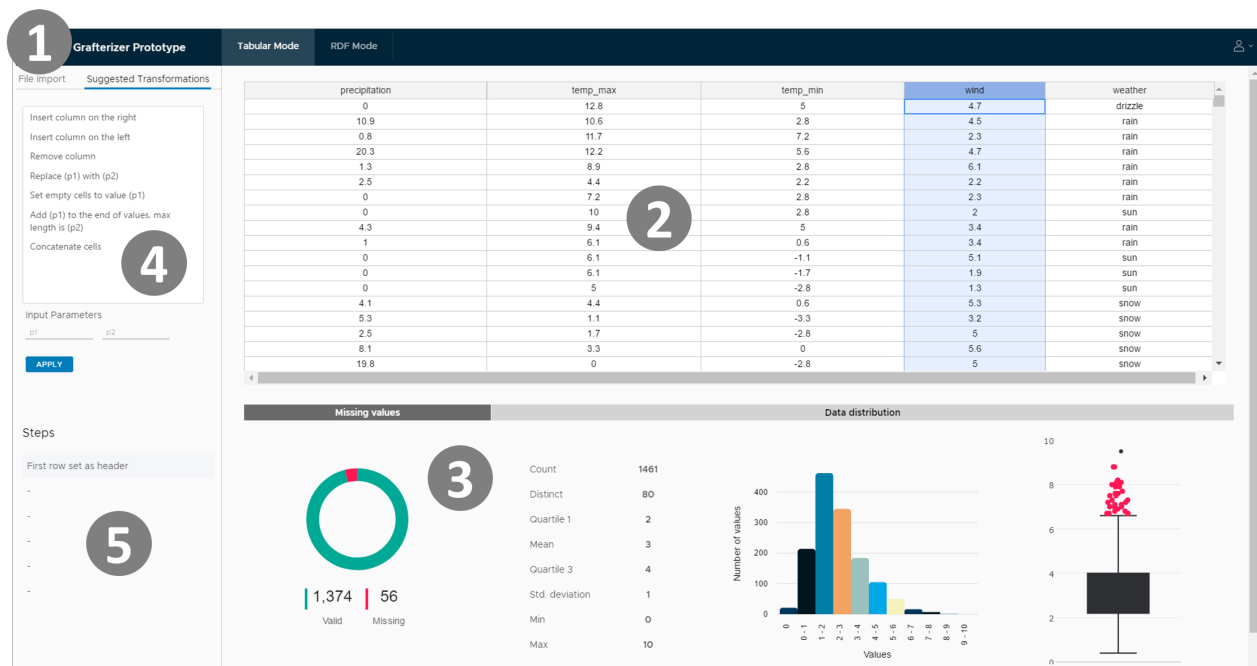 1
Grafterizer Prototype
Tabular Mode
RDF Mode
File Import
Suggested Transformations
Insert column on the right
Insert column on the left
Remove column
Replace (p1) with (p2)
Set empty cells to value (p1)
Add (p1) to the end of values, max
length is (p2)
Concatenate cells
4
Input Parameters
p1 p2
APPLY
Steps
First row set as header
-
-
-
-
-
5
precipitation temp_max temp_min wind weather
0 12.8 5 4.7 drizzle
10.9 10.6 2.8 4.5 rain
0.8 11.7 7.2 2.3 rain
20.3 12.2 5.6 4.7 rain
1.3 8.9 2.8 6.1 rain
2.5 4.4 2.2 2.2 rain
0 7.2 2.8 2.3 rain
0 10 2.8 2 sun
4.3 9.4 5 3.4 rain
1 6.1 0.6 3.4 rain
0 6.1 -1.1 5.1 sun
0 6.1 -1.7 1.9 sun
0 5 -2.8 1.3 sun
4.1 4.4 0.6 5.3 snow
5.3 1.1 -3.3 3.2 snow
2.5 1.7 -2.8 5 snow
8.1 3.3 0 5.6 snow
19.8 0 -2.8 5 snow
2
Missing values
Data distribution
3
1,374 56
Valid Missing
Count 1461
Distinct 80
Quartile 1 2
Mean 3
Quartile 3 4
Std. deviation 1
Min 0
Max 10
Number of values
400
300
200
100
0
0 0 - 1 1 - 2 2 - 3 3 - 4 4 - 5 5 - 6 6 - 7 7 - 8 8 - 9 9 - 10
Values
10
8
6
4
2
0